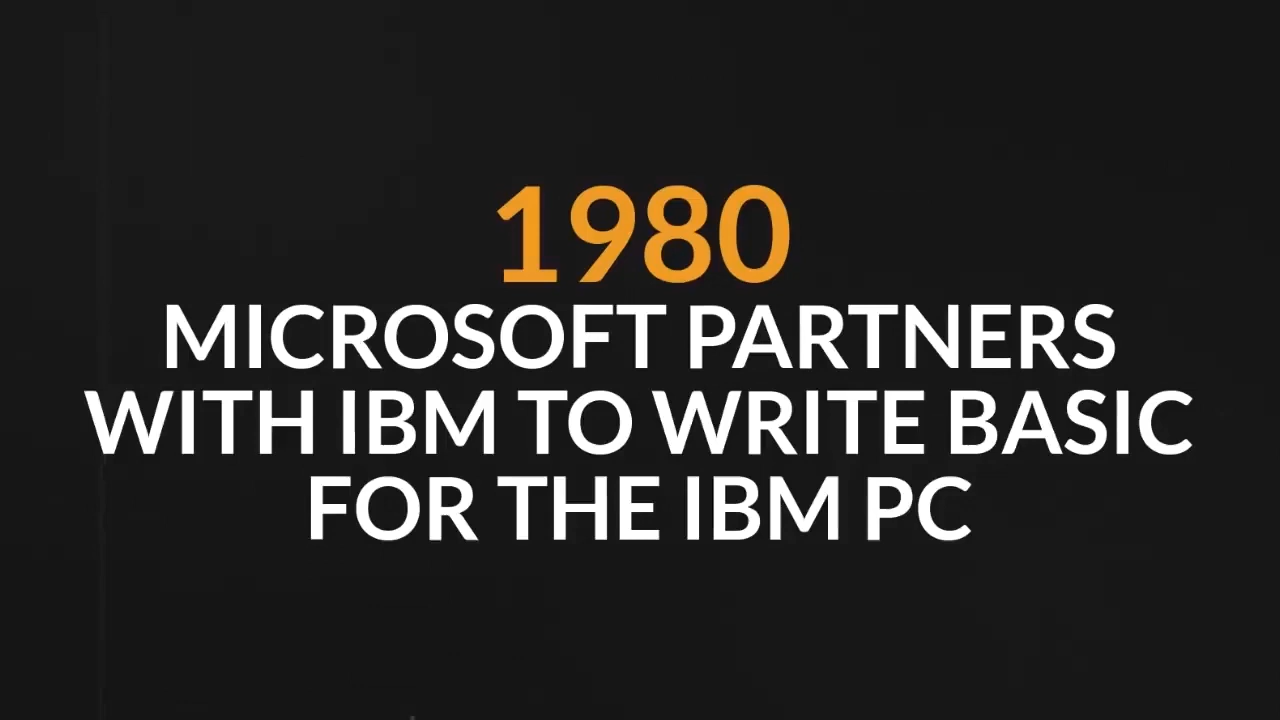 1980
MICROSOFT PARTNERS
WITH IBM TO WRITE BASIC
FOR THE IBM PC